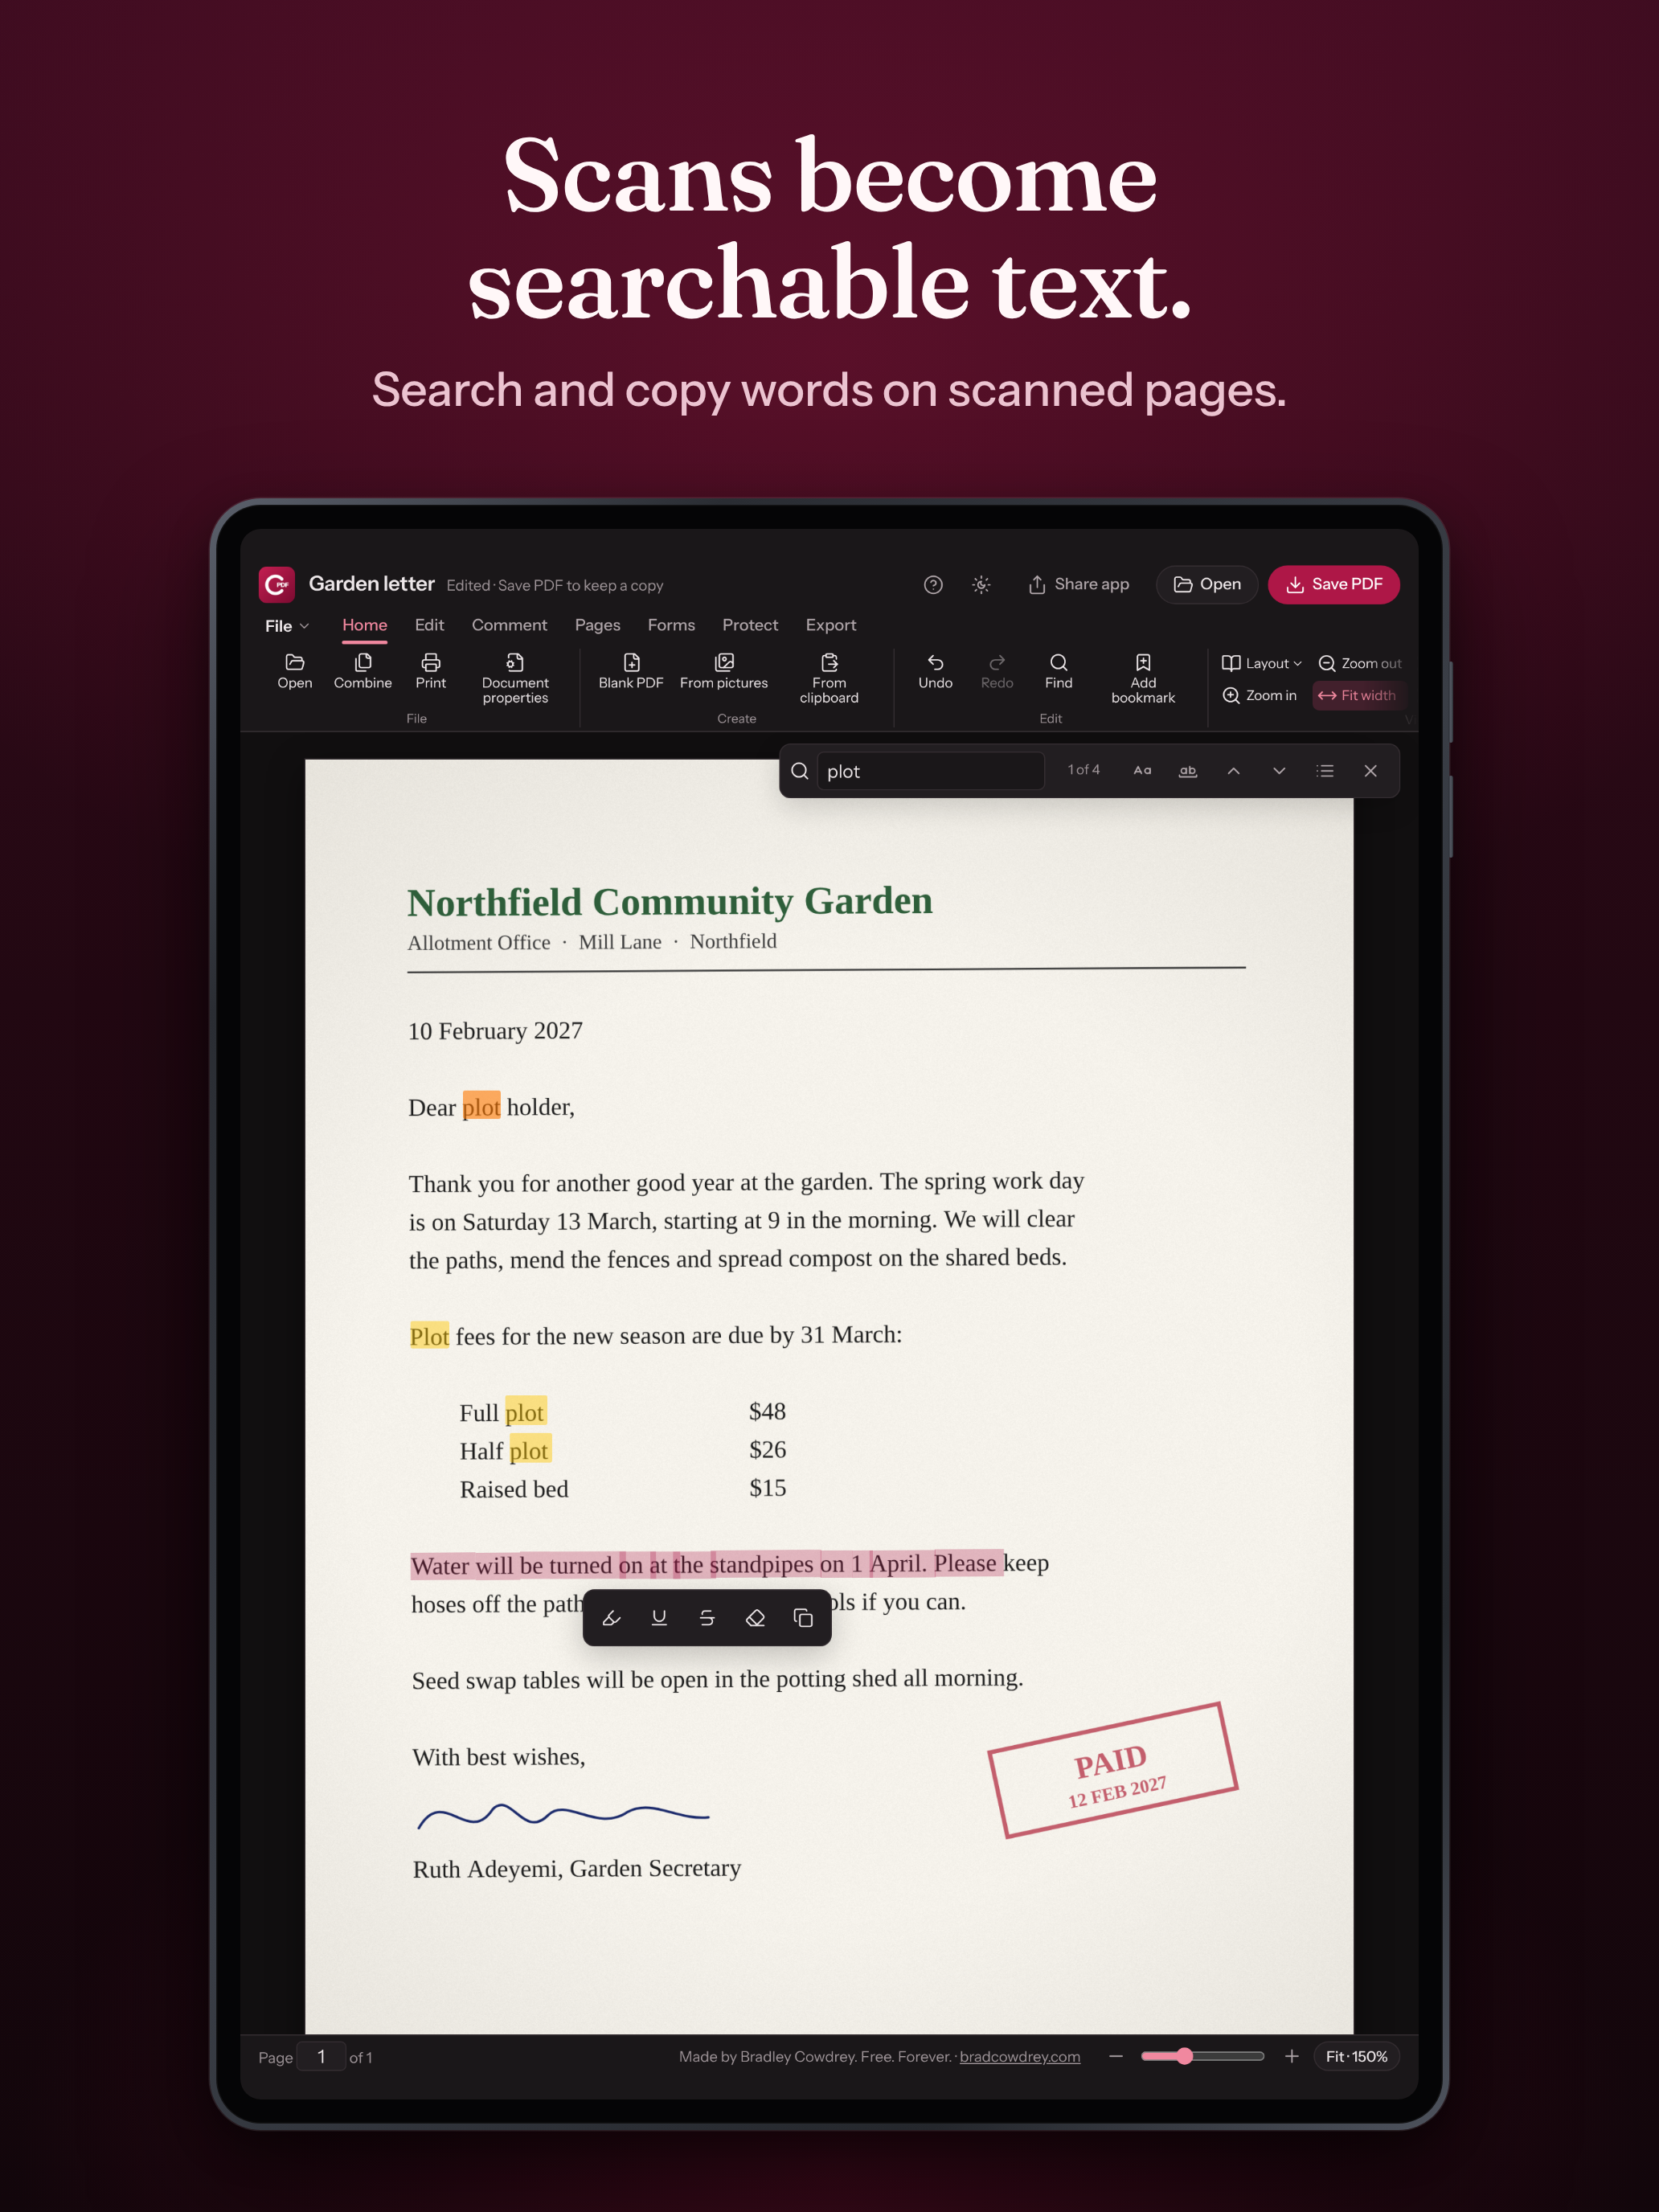 Scans become
searchable text.
Search and copy words on scanned pages.
PDF
Garden letter Edited · Save PDF to keep a copy
Share app
Open
Save PDF
File Home Edit Comment Pages Forms Protect Export
Open Combine Print Document properties
File
Blank PDF From pictures From clipboard
Create
Undo Redo Find Add bookmark
Edit
Layout Zoom out
Zoom in Fit width
plot 1 of 4 Aa ab
Northfield Community Garden
Allotment Office · Mill Lane · Northfield
10 February 2027
Dear plot holder,
Thank you for another good year at the garden. The spring work day
is on Saturday 13 March, starting at 9 in the morning. We will clear
the paths, mend the fences and spread compost on the shared beds.
Plot fees for the new season are due by 31 March:
Full plot $48
Half plot $26
Raised bed $15
Water will be turned on at the standpipes on 1 April. Please keep
hoses off the path ols if you can.
Seed swap tables will be open in the potting shed all morning.
With best wishes,
PAID
12 FEB 2027
Ruth Adeyemi, Garden Secretary
Page 1 of 1
Made by Bradley Cowdrey. Free. Forever. · bradcowdrey.com
Fit · 150%